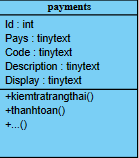 payments
Id : int
Pays : tinytext
Code : tinytext
Description : tinytext
Display : tinytext
+kiemtratrangthai()
+thanhtoan()
+...()